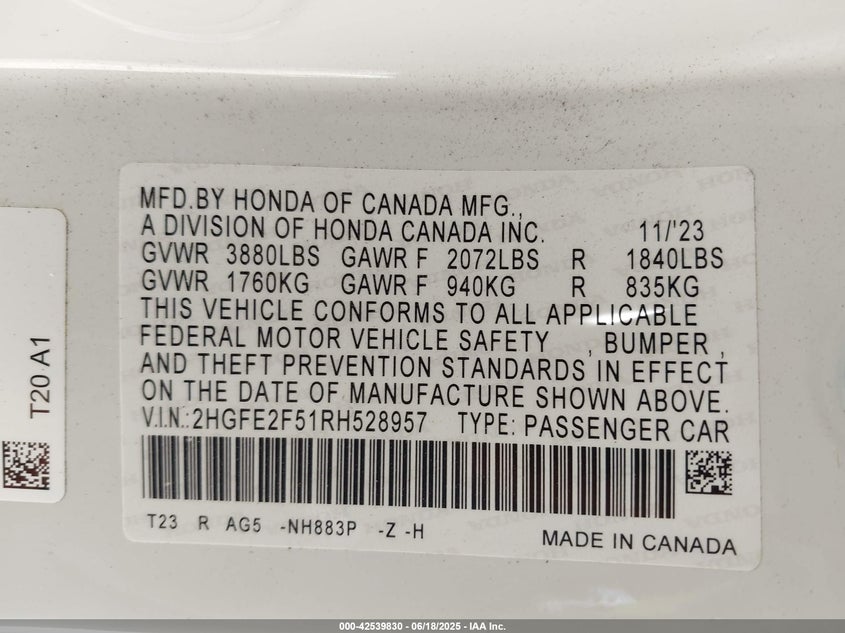 MFD.BY HONDA OF CANADA MFG.,
A DIVISION OF HONDA CANADA INC. 11/'23
GVWR 3880LBS GAWR F 2072LBS R 1840LBS
GVWR 1760KG GAWR F 940KG R 835KG
THIS VEHICLE CONFORMS TO ALL APPLICABLE
FEDERAL MOTOR VEHICLE SAFETY , BUMPER ,
AND THEFT PREVENTION STANDARDS IN EFFECT
ON THE DATE OF MANUFACTURE SHOWN ABOVE.
V.I.N.:2HGFE2F51RH528957 TYPE: PASSENGER CAR
T23 R AG5 -NH883P -Z -H
MADE IN CANADA
T20 A1
000-42539830 - 06/18/2025 - IAA Inc.